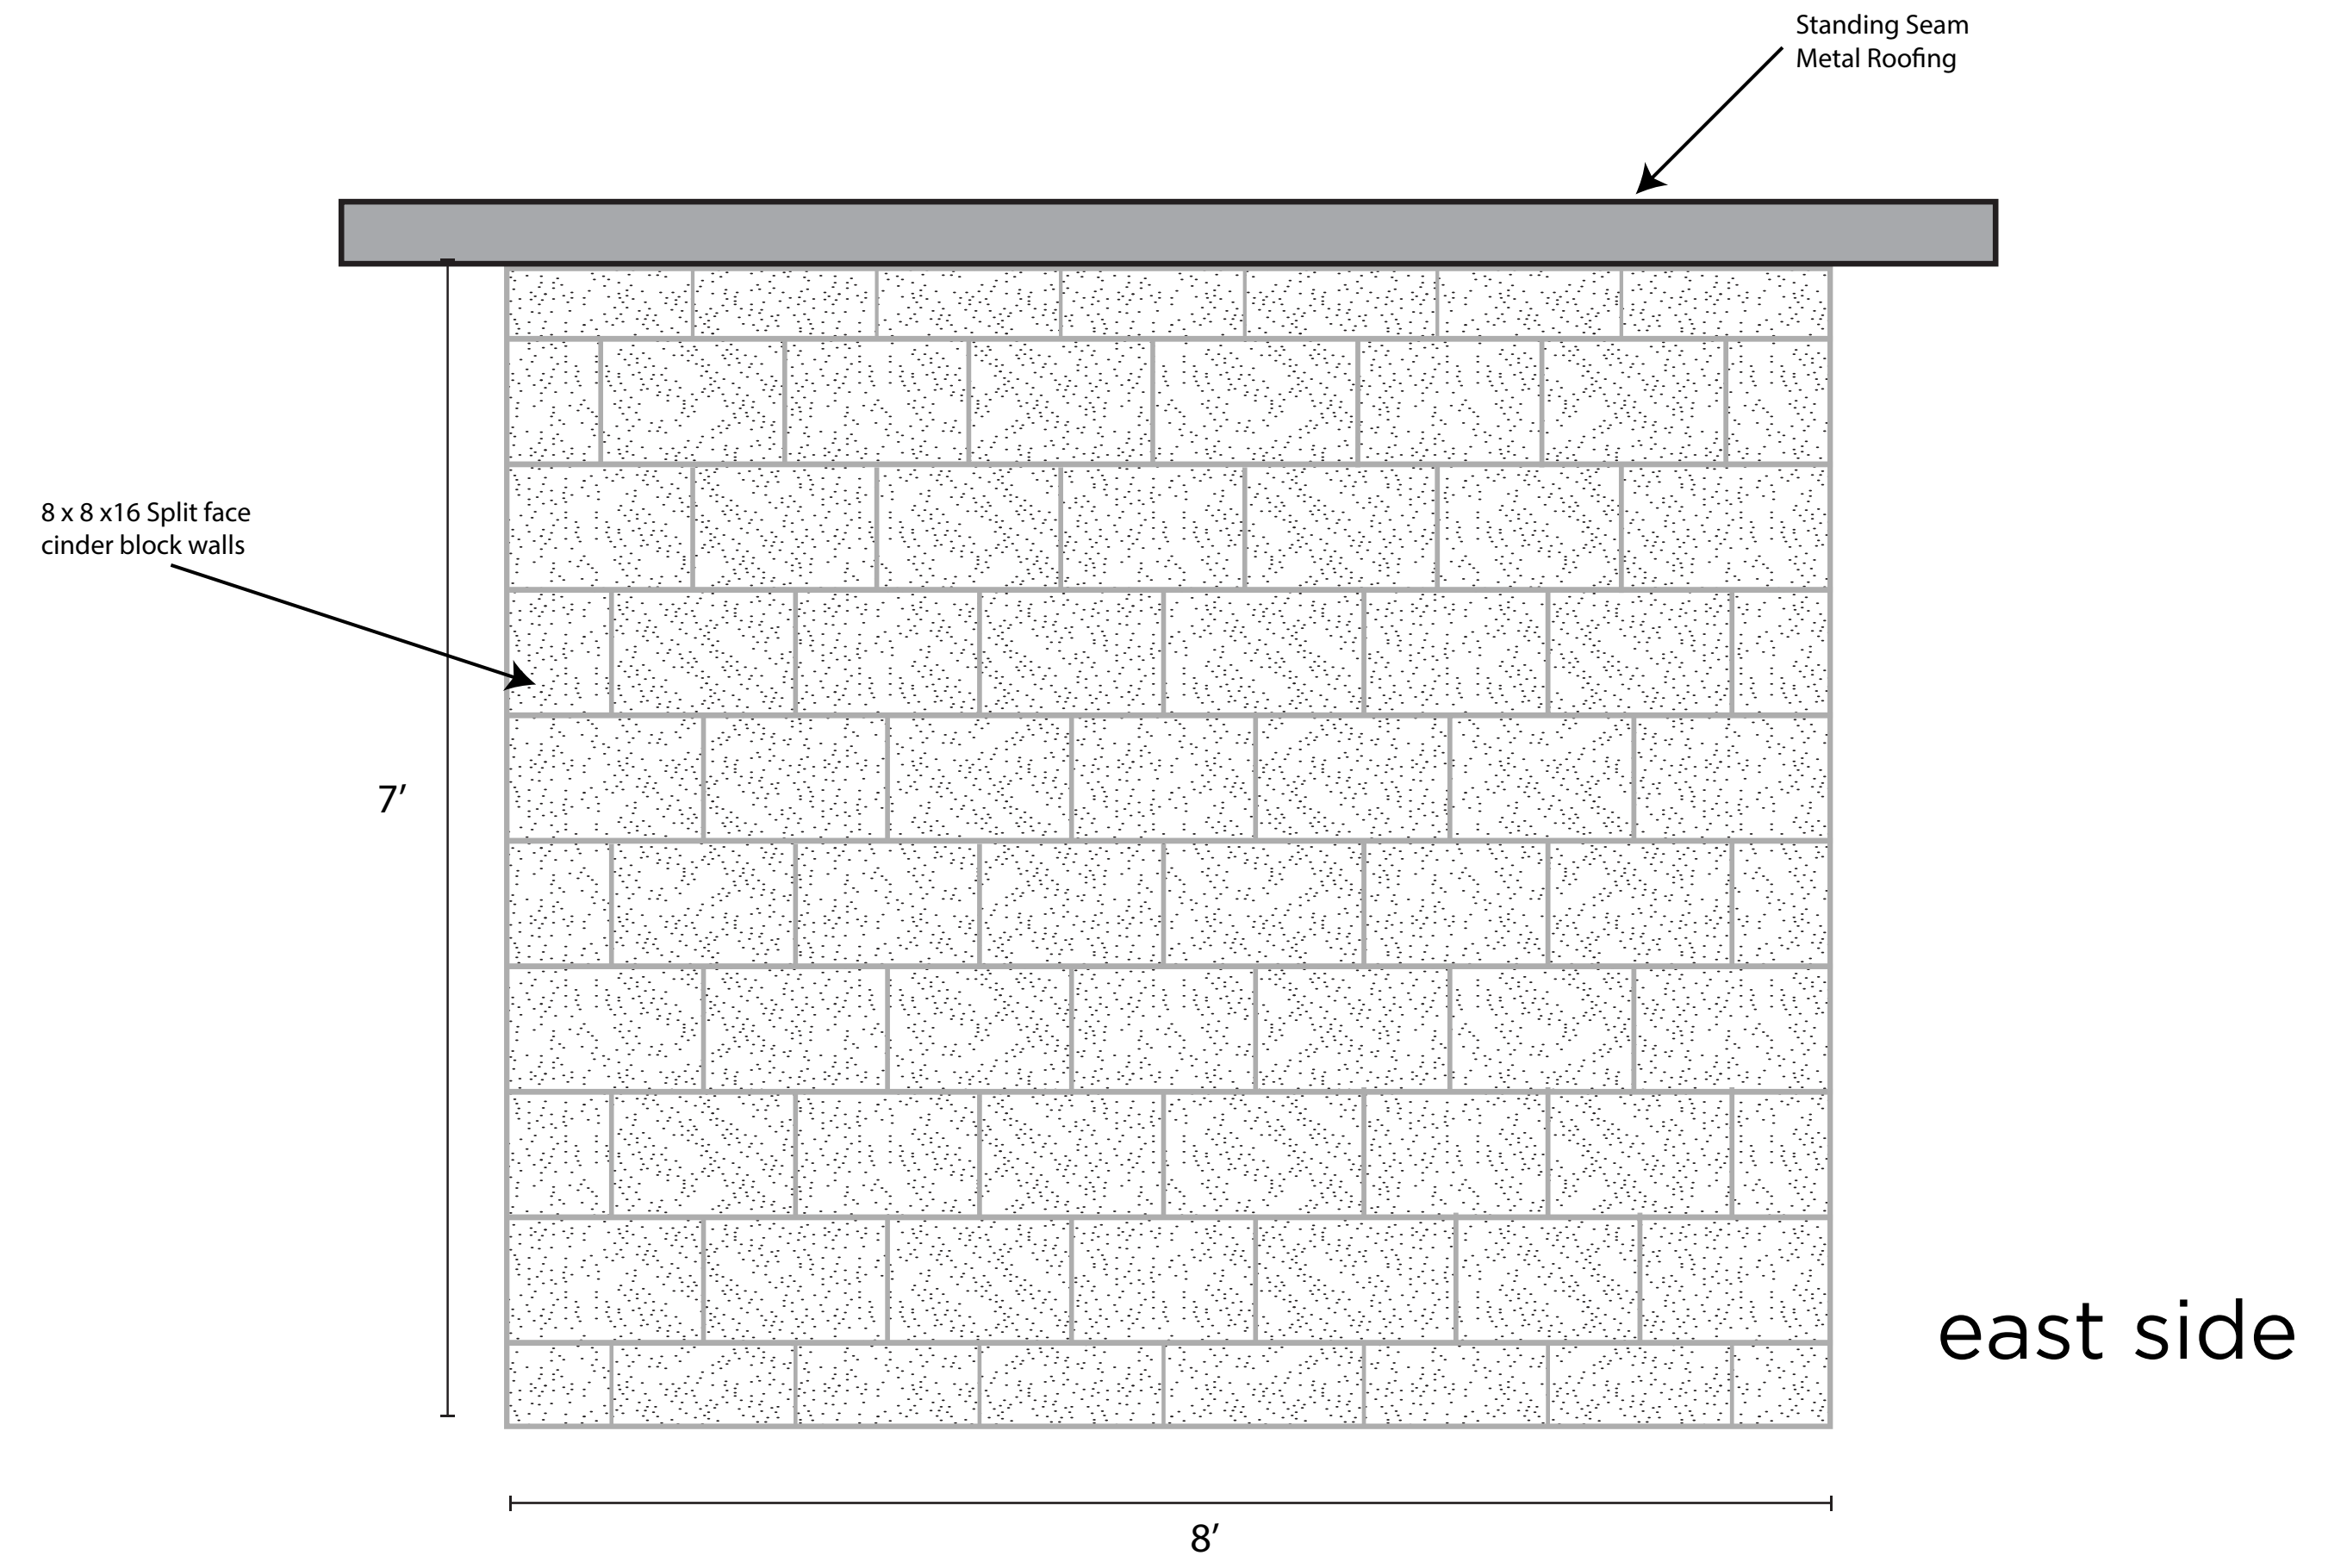 Standing Seam
Metal Roofing
8 x 8 x16 Split face
cinder block walls
7’
east side
8’